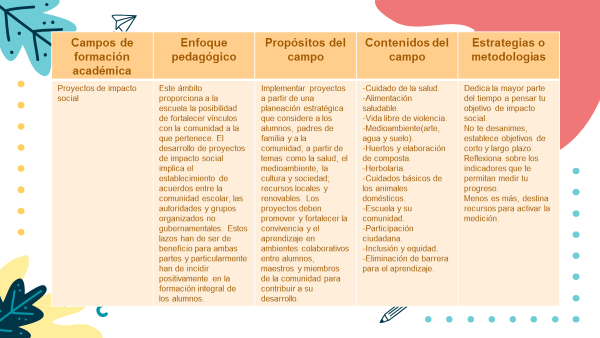 Campos de
formación
académica
Enfoque
pedagógico
Propósitos del
campo
Contenidos del
campo
Estrategias o
metodologias
Proyectos de impacto
social
Este ámbito
proporciona a la
escuela la posibilidad
de fortalecer vínculos
con la comunidad a la
que pertenece. El
desarrollo de proyectos
de impacto social
implica el
establecimiento de
acuerdos entre la
comunidad escolar, las
autoridades y grupos
organizados no
gubernamentales. Estos
lazos han de ser de
beneficio para ambas
partes y particularmente
han de incidir
positivamente en la
formación integral de
los alumnos.
Implementar proyectos
a partir de una
planeación estratégica
que considere a los
alumnos, padres de
familia y a la
comunidad; a partir de
temas como la salud, el
medioambiente, la
cultura y sociedad;
recursos locales y
renovables. Los
proyectos deben
promover y fortalecer la
convivencia y el
aprendizaje en
ambientes colaborativos
entre alumnos,
maestros y miembros
de la comunidad para
contribuir a su
desarrollo.
-Cuidado de la salud.
-Alimentación
saludable.
-Vida libre de violencia.
-Medioambiente(arte,
agua y suelo).
-Huertos y elaboración
de composta.
-Herbolaria.
-Cuidados básicos de
los animales
domésticos.
-Escuela y su
comunidad.
-Participación
ciudadana.
-Inclusión y equidad.
-Eliminación de barrera
para el aprendizaje.
Dedica la mayor parte
del tiempo a pensar tu
objetivo de impacto
social.
No te desanimes,
establece objetivos de
corto y largo plazo.
Reflexiona sobre los
indicadores que te
permitan medir tu
progreso.
Menos es más, destina
recursos para activar la
medición.